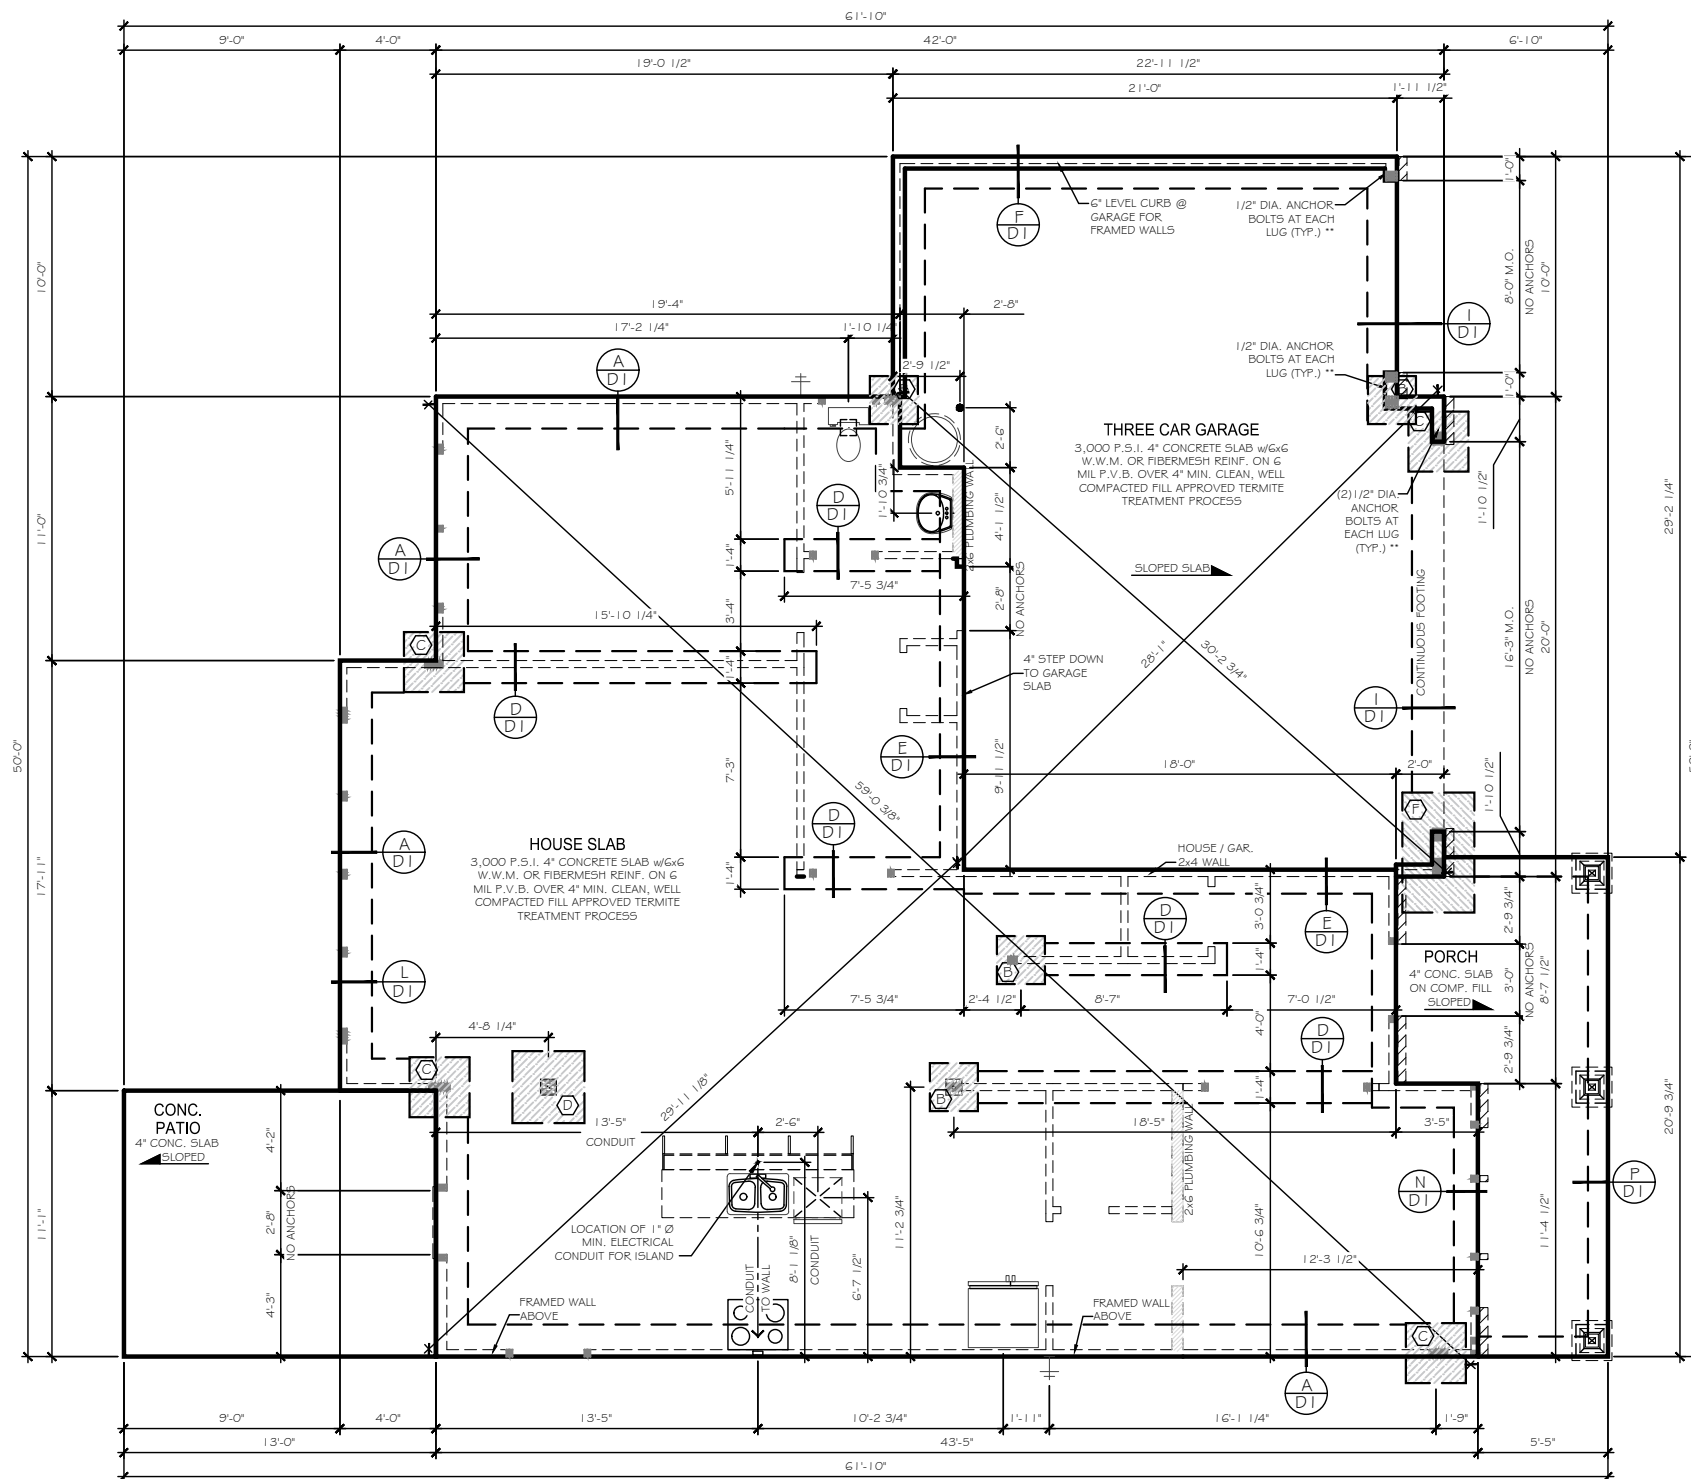 61'-10"
9'-0"
4'-0"
42'-0"
6'-10"
19'-0 1/2"
22'-11 1/2"
21'-0"
1'-11 1/2"
F
D1
6" LEVEL CURB @
GARAGE FOR
FRAMED WALLS
1/2" DIA. ANCHOR
BOLTS AT EACH
LUG (TYP.) **
1'-0"
8'-0" M.O.
NO ANCHORS
10'-0"
10'-0"
19'-4"
2'-8"
17'-2 1/4"
1'-10 1/4"
I
D1
1/2" DIA. ANCHOR
BOLTS AT EACH
LUG (TYP.) **
A
D1
2'-9 1/2"
1'-0"
C
THREE CAR GARAGE
3,000 P.S.I. 4" CONCRETE SLAB w/6x6
W.W.M. OR FIBERMESH REINF. ON 6
MIL P.V.B. OVER 4" MIN. CLEAN, WELL
COMPACTED FILL APPROVED TERMITE
TREATMENT PROCESS
2'-6"
5'-11 1/4"
1'-10 3/4"
2x6 PLUMBING WALL
4'-1 1/2"
D
D1
(2)1/2" DIA.
ANCHOR
BOLTS AT
EACH LUG
(TYP.) **
1'-10 1/2"
29'-2 1/4"
11'-0"
A
D1
1'-4"
7'-5 3/4"
2'-8"
NO ANCHORS
SLOPED SLAB
CONTINUOUS FOOTING
15'-10 1/4"
3'-4"
C
16'-3" M.O.
NO ANCHORS
20'-0"
1'-4"
4" STEP DOWN
TO GARAGE
SLAB
28'-1"
30'-2 3/4"
D
D1
I
D1
E
D1
50'-0"
7'-3"
59'-0 3/8"
9'-11 1/2"
18'-0"
2'-0"
1'-10 1/2"
F
D
D1
A
D1
HOUSE SLAB
3,000 P.S.I. 4" CONCRETE SLAB w/6x6
W.W.M. OR FIBERMESH REINF. ON 6
MIL P.V.B. OVER 4" MIN. CLEAN, WELL
COMPACTED FILL APPROVED TERMITE
TREATMENT PROCESS
HOUSE / GAR.
2x4 WALL
17'-11"
1'-4"
3'-0 3/4"
2'-9 3/4"
D
D1
E
D1
B
1'-4"
PORCH
4" CONC. SLAB
ON COMP. FILL
SLOPED
3'-0"
NO ANCHORS
8'-7 1/2"
L
D1
7'-5 3/4"
2'-4 1/2"
8'-7"
7'-0 1/2"
4'-8 1/4"
4'-0"
D
D1
2'-9 3/4"
C
D
B
1'-4"
29'-11 1/8"
20'-9 3/4"
CONC.
PATIO
4" CONC. SLAB
SLOPED
4'-2"
13'-5"
CONDUIT
2'-6"
18'-5"
3'-5"
2x6 PLUMBING WALL
N
D1
P
D1
11'-1"
2'-8"
NO ANCHORS
LOCATION OF 1" Ø
MIN. ELECTRICAL
CONDUIT FOR ISLAND
8'-1 1/8"
CONDUIT
6'-7 1/2"
11'-2 3/4"
10'-6 3/4"
11'-4 1/2"
12'-3 1/2"
4'-3"
CONDUIT
TO WALL
FRAMED WALL
ABOVE
FRAMED WALL
ABOVE
C
A
D1
9'-0"
4'-0"
13'-5"
10'-2 3/4"
1'-11"
16'-1 1/4"
1'-9"
13'-0"
43'-5"
5'-5"
61'-10"